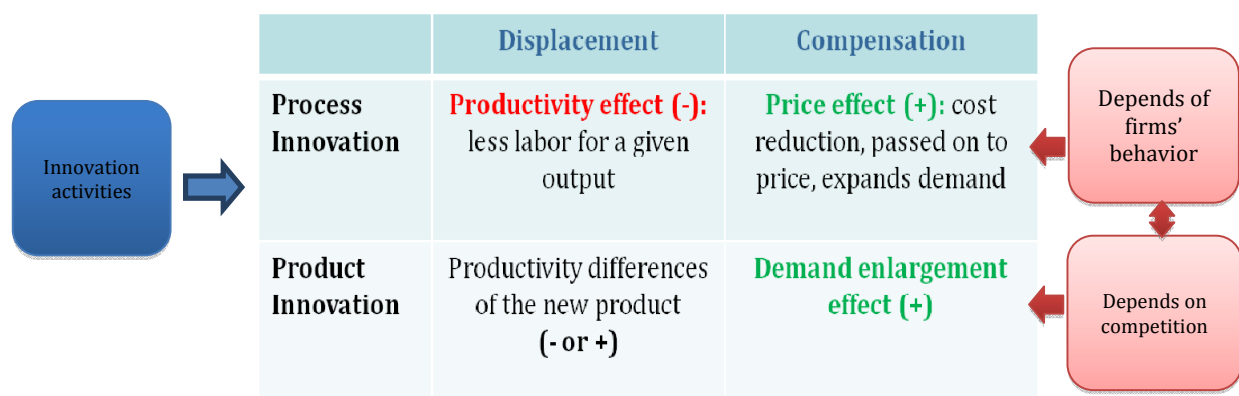 Displacement
Compensation
Innovation
activities
Process
Innovation
Productivity effect (-):
less labor for a given
output
Price effect (+): cost
reduction, passed on to
price, expands demand
Depends of
firms'
behavior
Product
Innovation
Productivity differences
of the new product
(- or +)
Demand enlargement
effect (+)
Depends on
competition